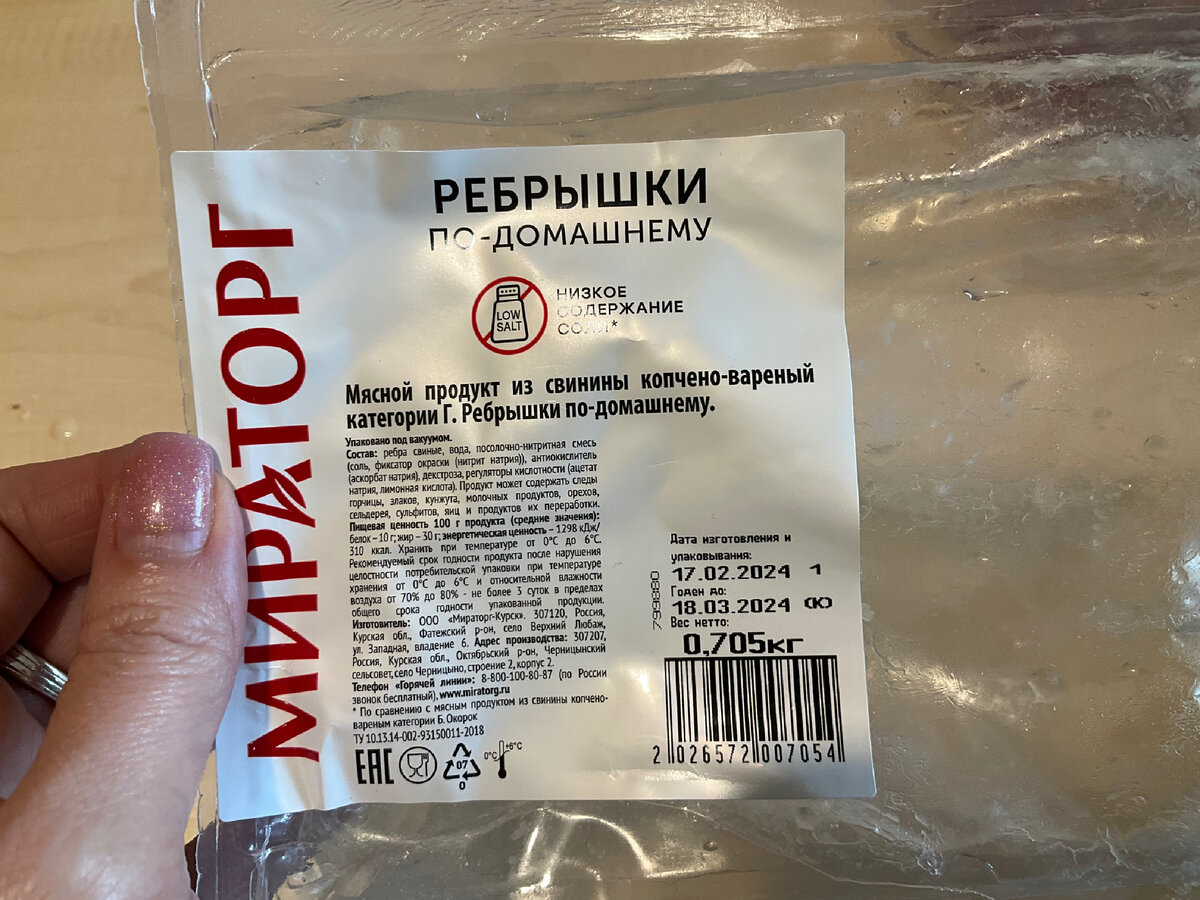 МИРАТОРГ
РЕБРЫШКИ
ПО-ДОМАШНЕМУ
LOW
SALT
НИЗКОЕ
СОДЕРЖАНИЕ
СОЛИ*
Мясной продукт из свинины копчено-вареный
категории Г. Ребрышки по-домашнему.
Упаковано под вакуумом.
Состав: ребра свиные, вода, посолочно-нитритная смесь
(соль, фиксатор окраски (нитрит натрия)), антиокислитель
(аскорбат натрия), декстроза, регуляторы кислотности (ацетат
натрия, лимонная кислота). Продукт может содержать следы
горчицы, злаков, кунжута, молочных продуктов, орехов,
сельдерея, сульфитов, яиц и продуктов их переработки.
Пищевая ценность 100 г продукта (средние значения):
белок – 10 г; жир – 30 г; энергетическая ценность – 1298 кДж/
310 ккал. Хранить при температуре от 0°С до 6°С.
Рекомендуемый срок годности продукта после нарушения
целостности потребительской упаковки при температуре
хранения от 0°С до 6°С и относительной влажности
воздуха от 70% до 80% - не более 3 суток в пределах
общего срока годности упакованной продукции.
Изготовитель: ООО «Мираторг-Курск». 307120, Россия,
Курская обл., Фатежский р-он, село Верхний Любаж,
ул. Западная, владение 6. Адрес производства: 307207,
Россия, Курская обл., Октябрьский р-он, Черницынский
сельсовет, село Черницыно, строение 2, корпус 2.
Телефон «Горячей линии»: 8-800-100-80-87 (по России
звонок бесплатный), www.miratorg.ru
* По сравнению с мясным продуктом из свинины копчено-
вареным категории Б. Окорок
ТУ 10.13.14-002-93150011-2018
EAC
07
0
0°C
+6°C
799880
Дата изготовления и
упаковывания:
17.02.2024 1
Годен до:
18.03.2024 (К)
Вес нетто:
0,705кг
2 026572 007054